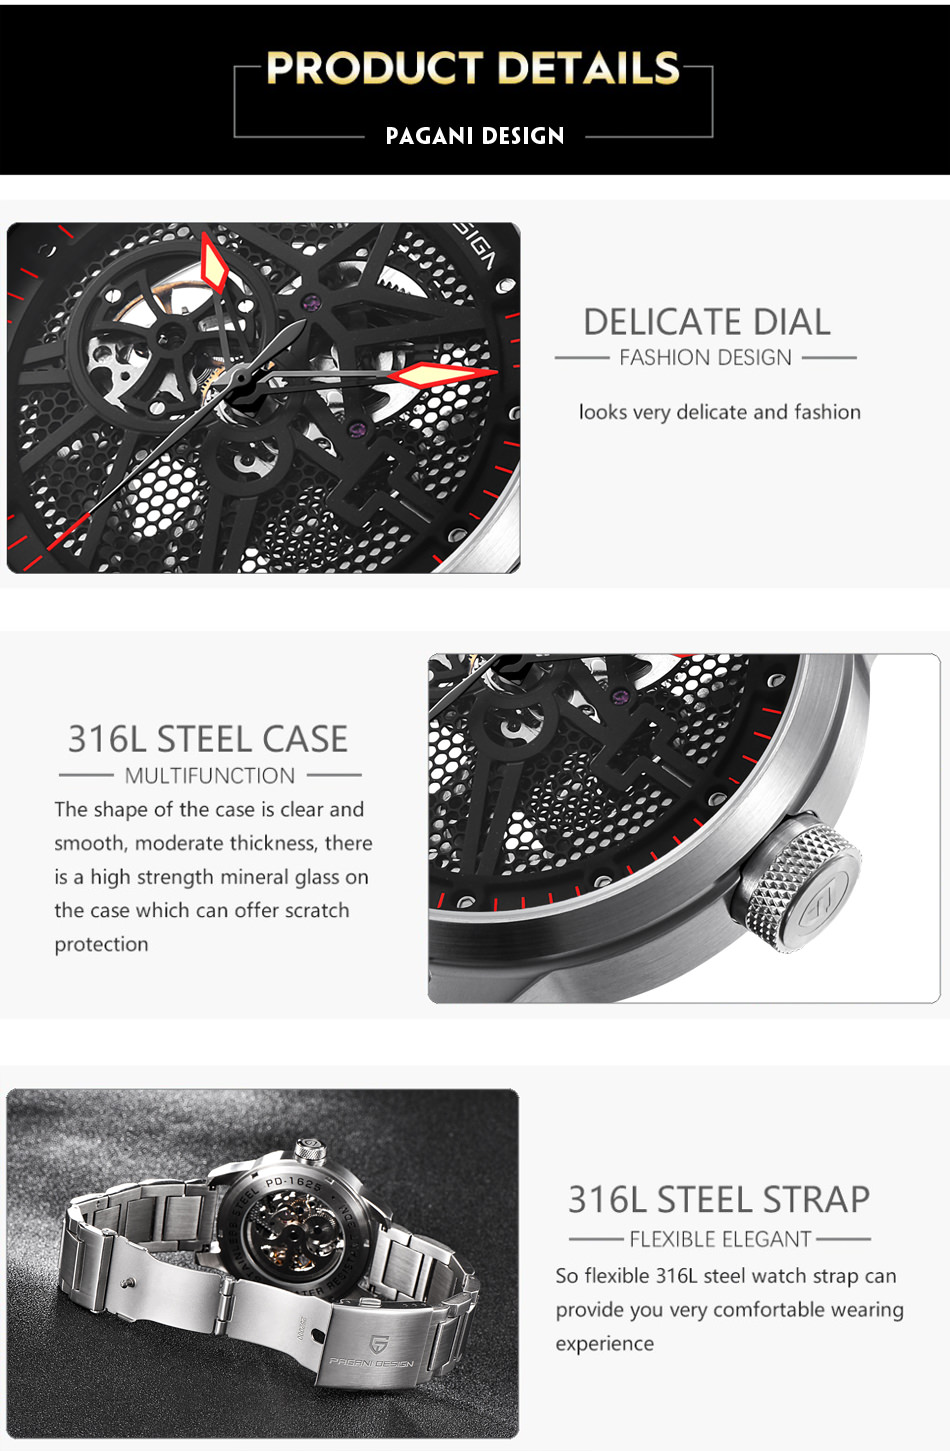 PRODUCT DETAILS
PAGANI DESIGN
SIGN
DELICATE DIAL
FASHION DESIGN
looks very delicate and fashion
316L STEEL CASE
MULTIFUNCTION
The shape of the case is clear and
smooth, moderate thickness, there
is a high strength mineral glass on
the case which can offer scratch
protection
STEEL PD-1625
PAGANI DESIGN
316L STEEL STRAP
FLEXIBLE ELEGANT
So flexible 316L steel watch strap can
provide you very comfortable wearing
experience